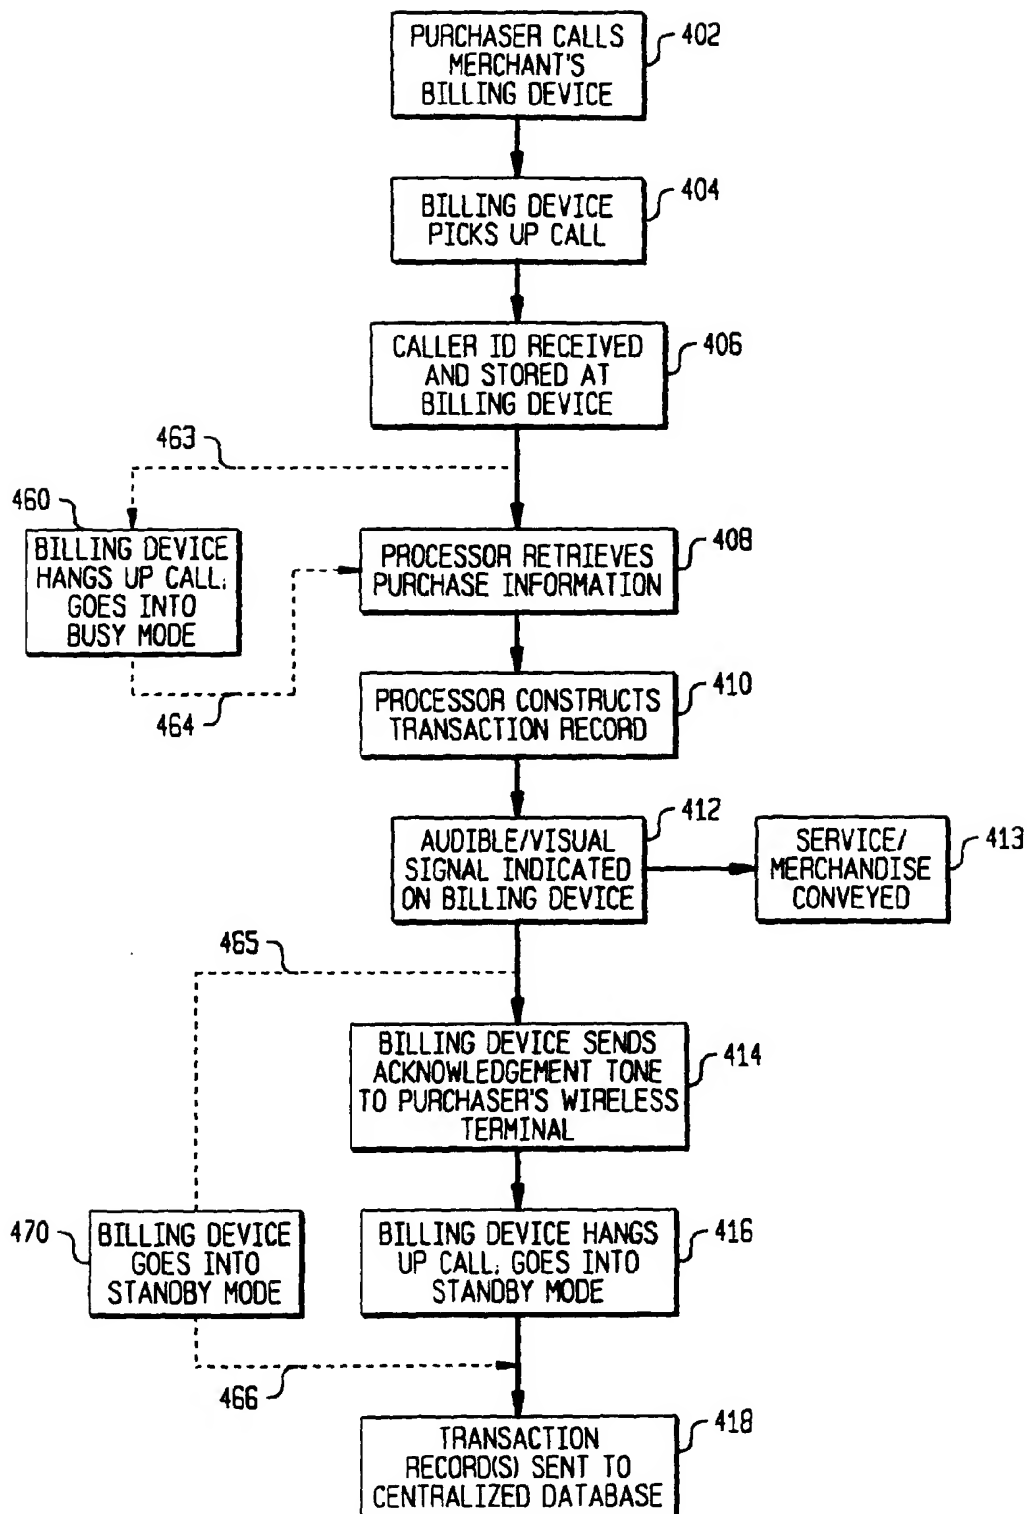 PURCHASER CALLS
MERCHANT'S
BILLING DEVICE
402
BILLING DEVICE
PICKS UP CALL
404
CALLER ID RECEIVED
AND STORED AT
BILLING DEVICE
406
463
460
BILLING DEVICE
HANGS UP CALL;
GOES INTO
BUSY MODE
464
PROCESSOR RETRIEVES
PURCHASE INFORMATION
408
PROCESSOR CONSTRUCTS
TRANSACTION RECORD
410
AUDIBLE/VISUAL
SIGNAL INDICATED
ON BILLING DEVICE
412
SERVICE/
MERCHANDISE
CONVEYED
413
465
BILLING DEVICE SENDS
ACKNOWLEDGEMENT TONE
TO PURCHASER'S WIRELESS
TERMINAL
414
470
BILLING DEVICE
GOES INTO
STANDBY MODE
BILLING DEVICE HANGS
UP CALL; GOES INTO
STANDBY MODE
416
466
TRANSACTION
RECORD(S) SENT TO
CENTRALIZED DATABASE
418